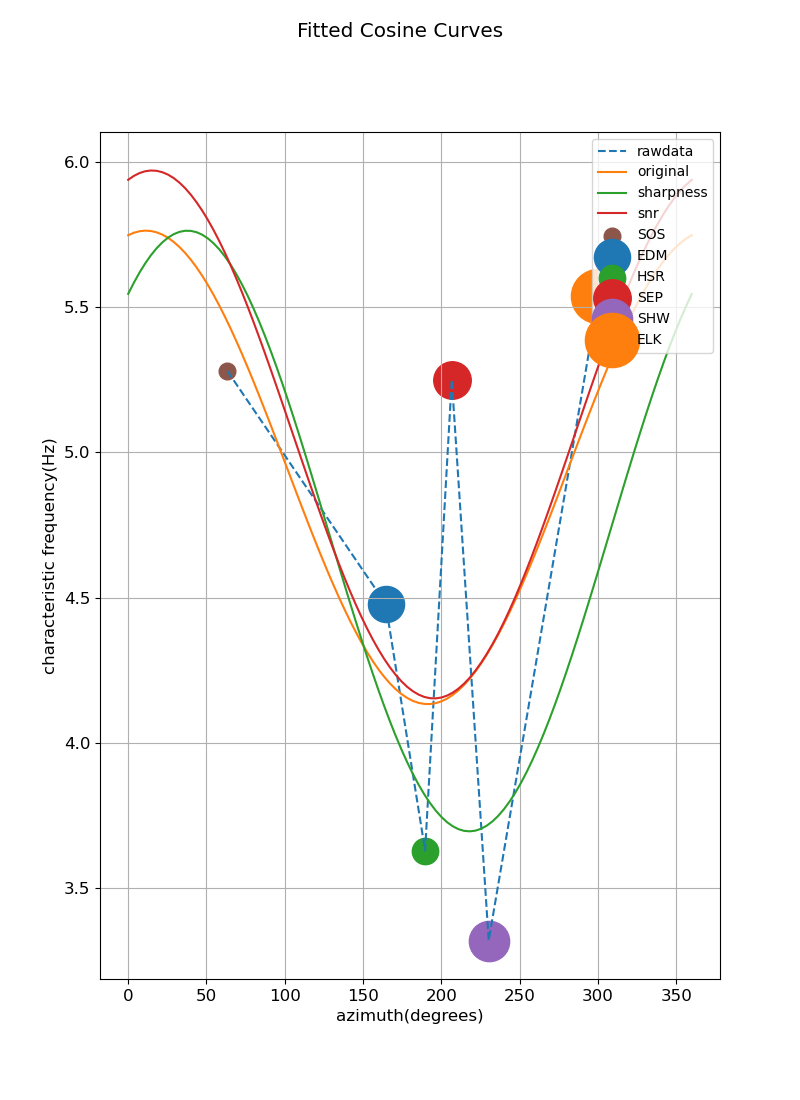 Fitted Cosine Curves
characteristic frequency(Hz)
6.0
5.5
5.0
4.5
4.0
3.5
rawdata
original
sharpness
snr
SOS
EDM
HSR
SEP
SHW
ELK
0 50 100 150 200 250 300 350
azimuth(degrees)